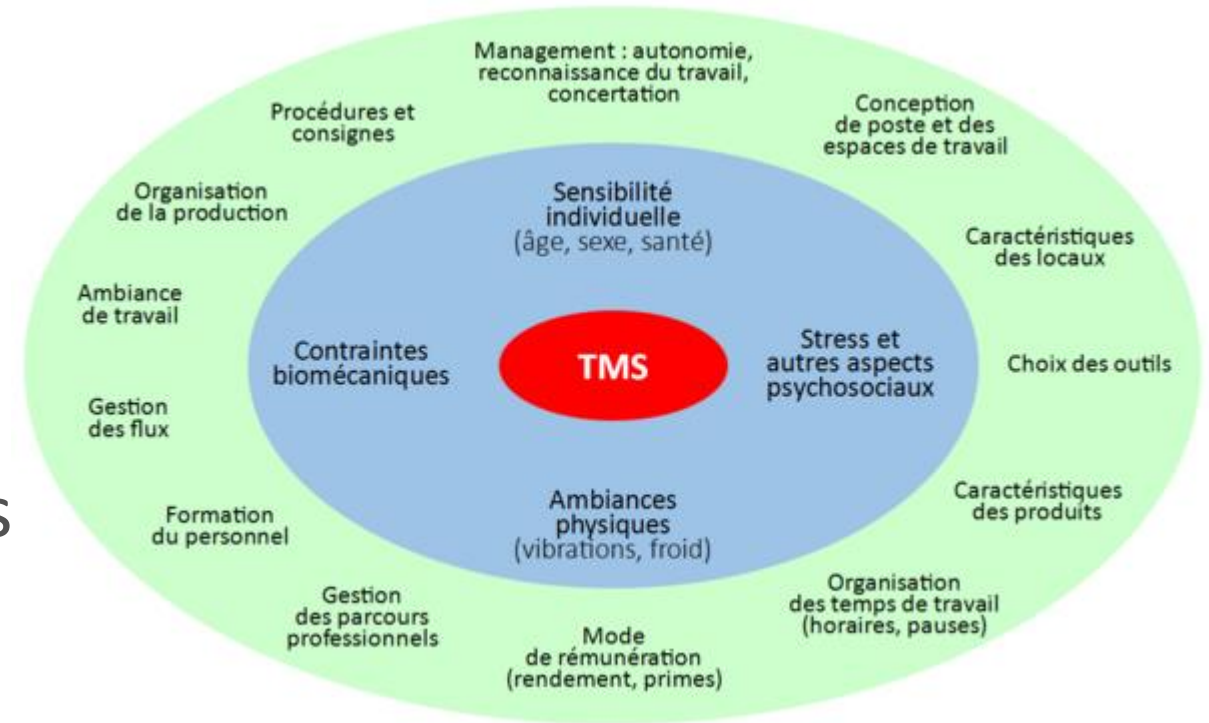 Management : autonomie,
reconnaissance du travail,
concertation
Procédures et
consignes
Conception
de poste et des
espaces de travail
Organisation
de la production
Sensibilité
individuelle
(âge, sexe, santé)
Caractéristiques
des locaux
Ambiance
de travail
Contraintes
biomécaniques
TMS
Stress et
autres aspects
psychosociaux
Choix des outils
Gestion
des flux
Ambiances
physiques
(vibrations, froid)
Caractéristiques
des produits
s
Formation
du personnel
Gestion
des parcours
professionnels
Mode
de rémunération
(rendement, primes)
Organisation
des temps de travail
(horaires, pauses)